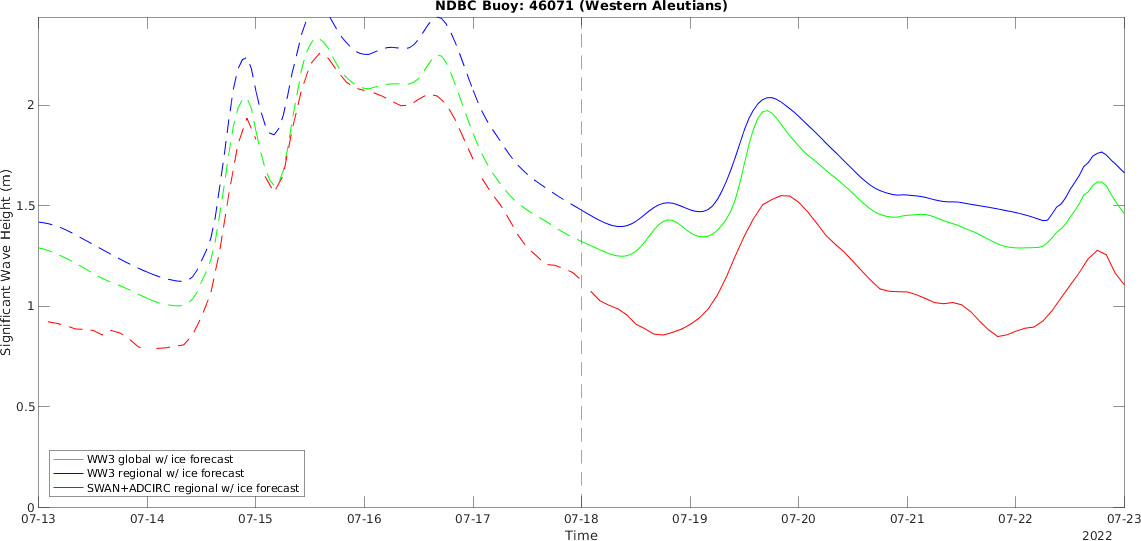 NDBC Buoy: 46071 (Western Aleutians)
Significant Wave Height (m)
2
1.5
1
0.5
0
WW3 global w/ ice forecast
WW3 regional w/ ice forecast
SWAN+ADCIRC regional w/ ice forecast
07-13 07-14 07-15 07-16 07-17 07-18 07-19 07-20 07-21 07-22 07-23
Time
2022